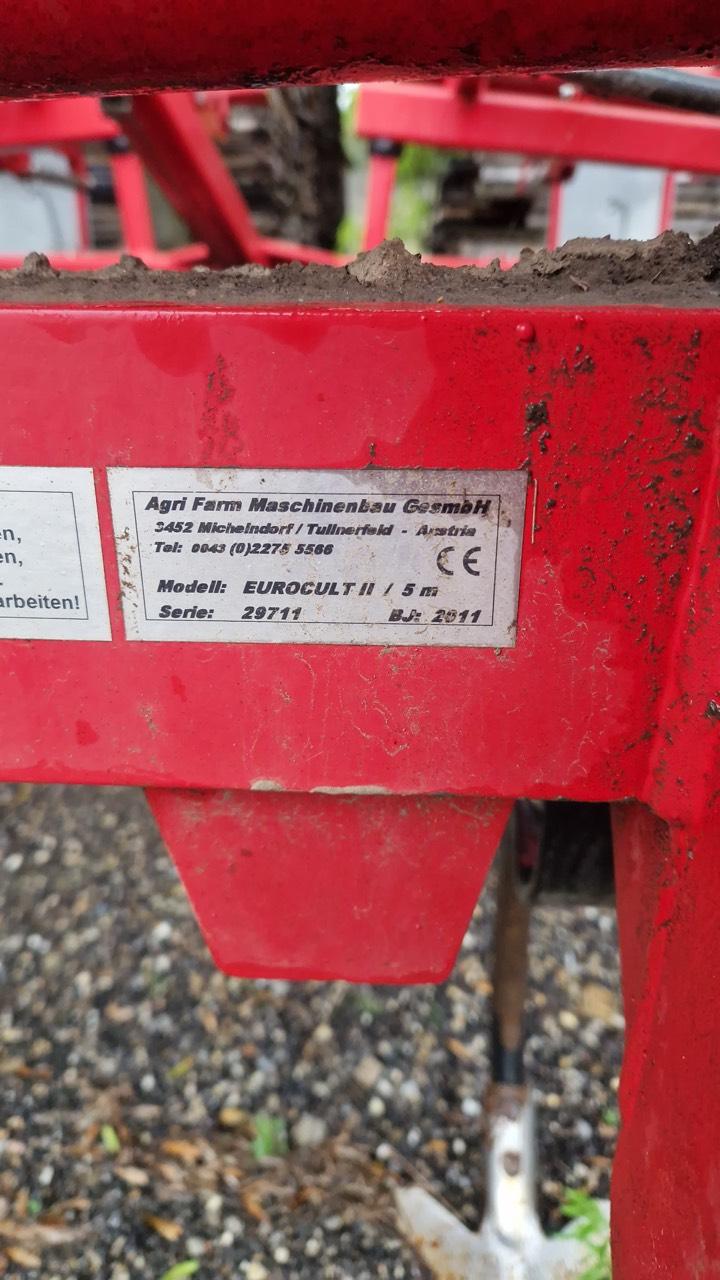 en,
en,
arbeiten!
Agri Farm Maschinenbau GesmbH
3452 Michelndorf / Tullnerfeld - Austria
Tel: 0043 (0)2275 5566
CE
Modell: EUROCULT II / 5 m
Serie: 29711 BJ: 2011